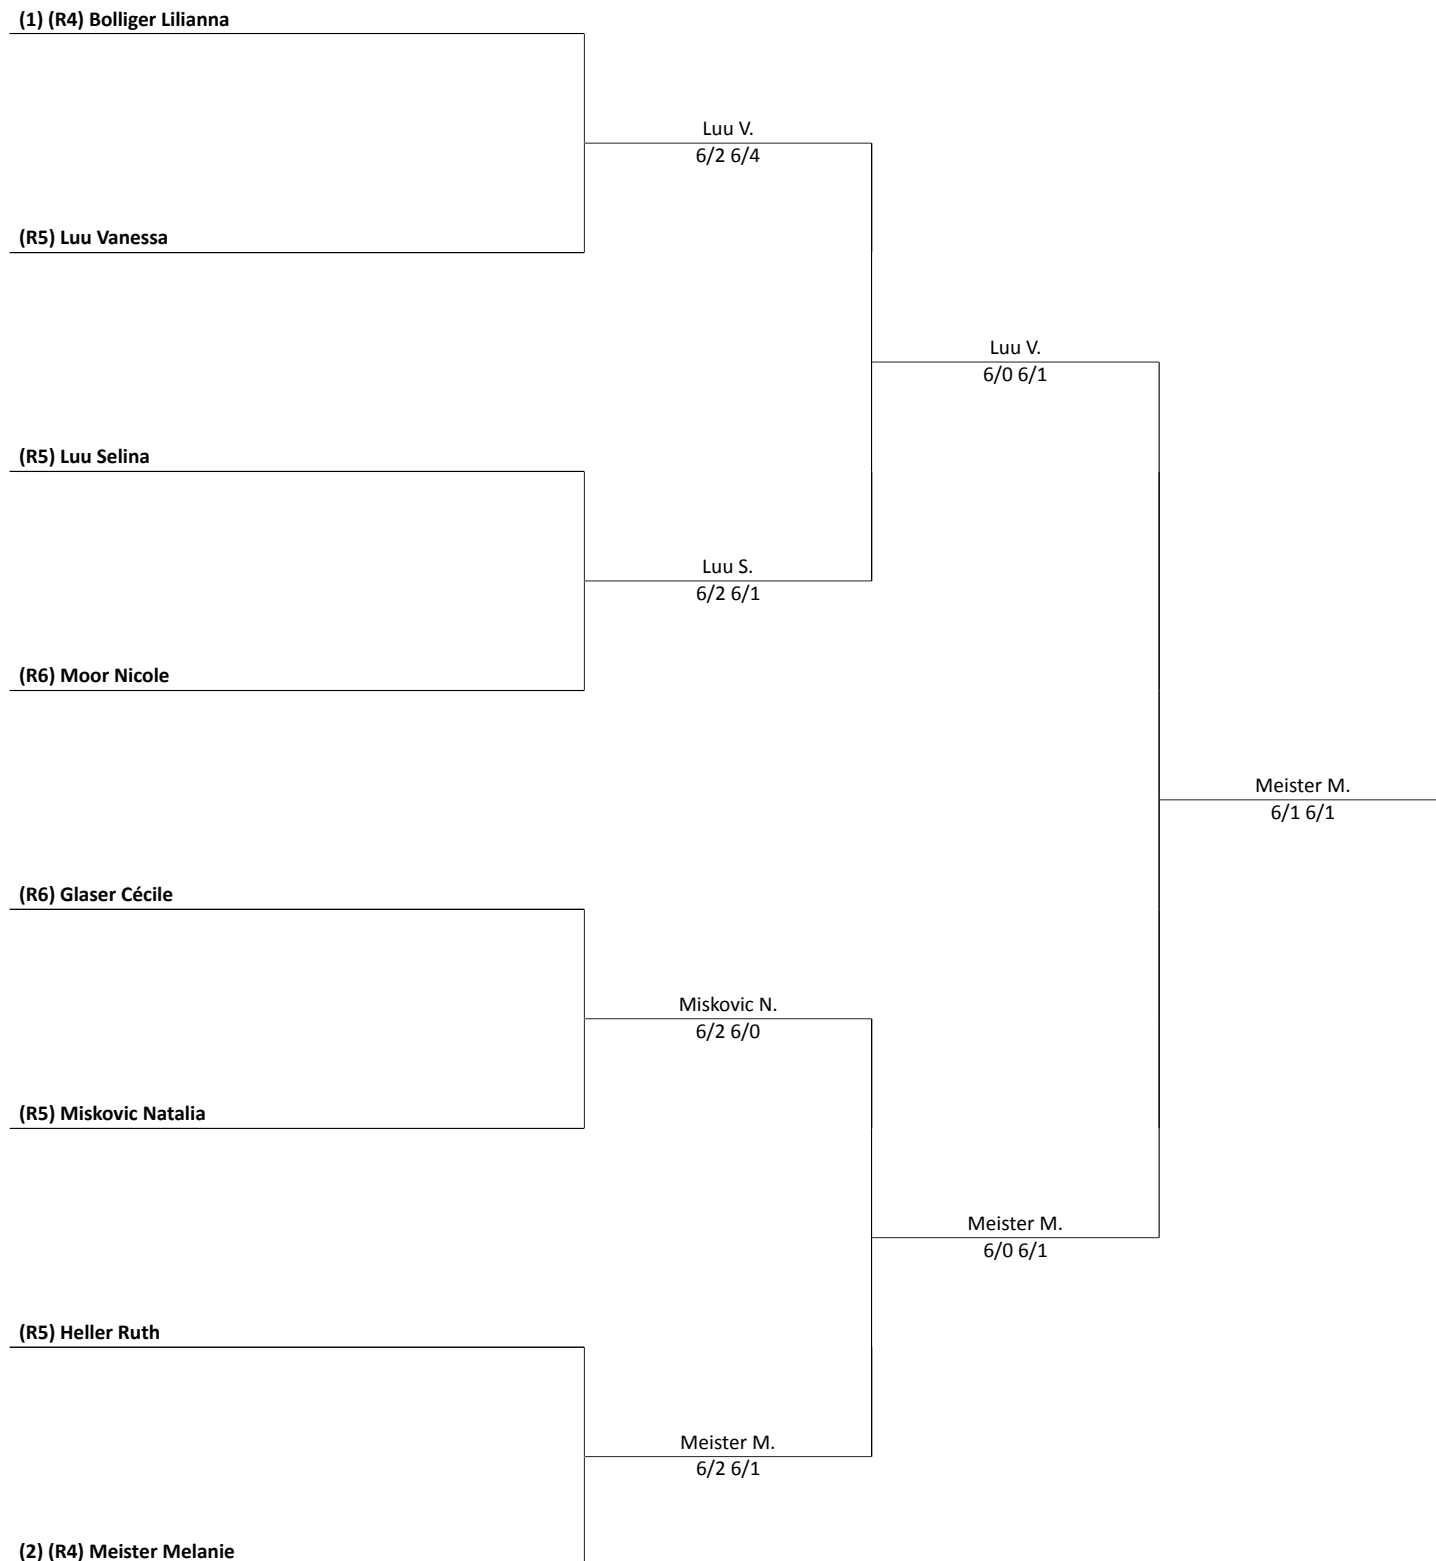 (1) (R4) Bolliger Lilianna
Luu V.
6/2 6/4
(R5) Luu Vanessa
Luu V.
6/0 6/1
(R5) Luu Selina
Luu S.
6/2 6/1
(R6) Moor Nicole
Meister M.
6/1 6/1
(R6) Glaser Cécile
Miskovic N.
6/2 6/0
(R5) Miskovic Natalia
Meister M.
6/0 6/1
(R5) Heller Ruth
Meister M.
6/2 6/1
(2) (R4) Meister Melanie